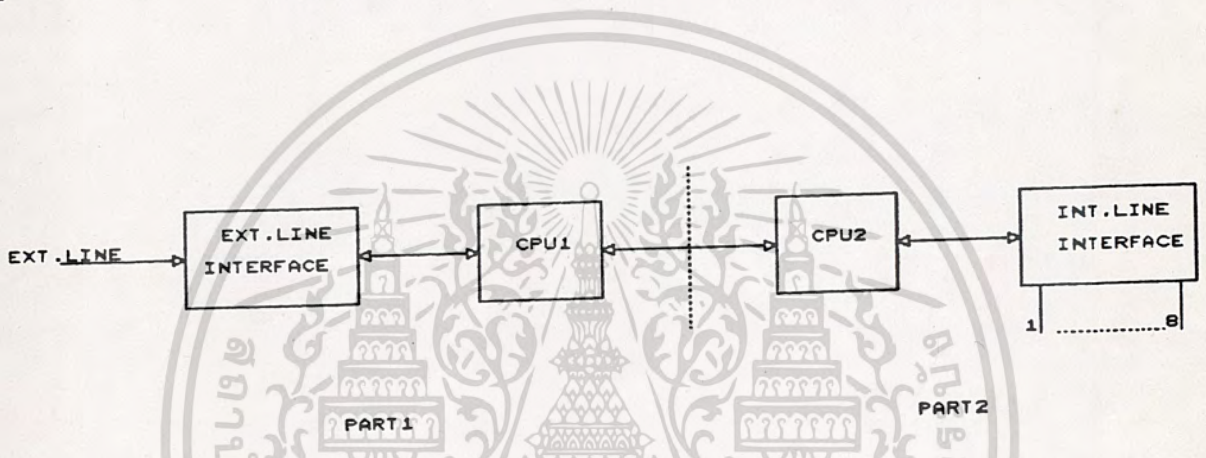 EXT.LINE
EXT.LINE
INTERFACE
CPU1
CPU2
INT.LINE
INTERFACE
1 ................8
PART1
PART2